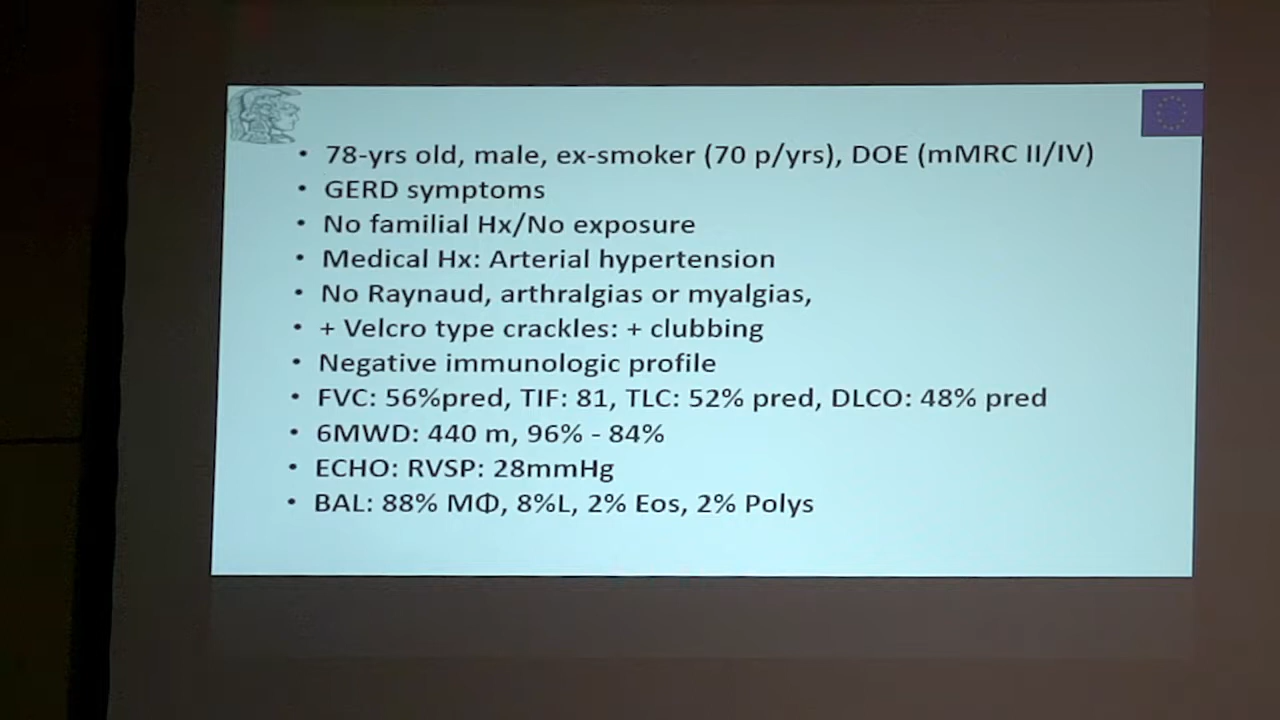 • 78-yrs old, male, ex-smoker (70 p/yrs), DOE (mMRC II/IV)
• GERD symptoms
• No familial Hx/No exposure
• Medical Hx: Arterial hypertension
• No Raynaud, arthralgias or myalgias,
• + Velcro type crackles: + clubbing
• Negative immunologic profile
• FVC: 56%pred, TIF: 81, TLC: 52% pred, DLCO: 48% pred
• 6MWD: 440 m, 96% - 84%
• ECHO: RVSP: 28mmHg
• BAL: 88% MΦ, 8%L, 2% Eos, 2% Polys